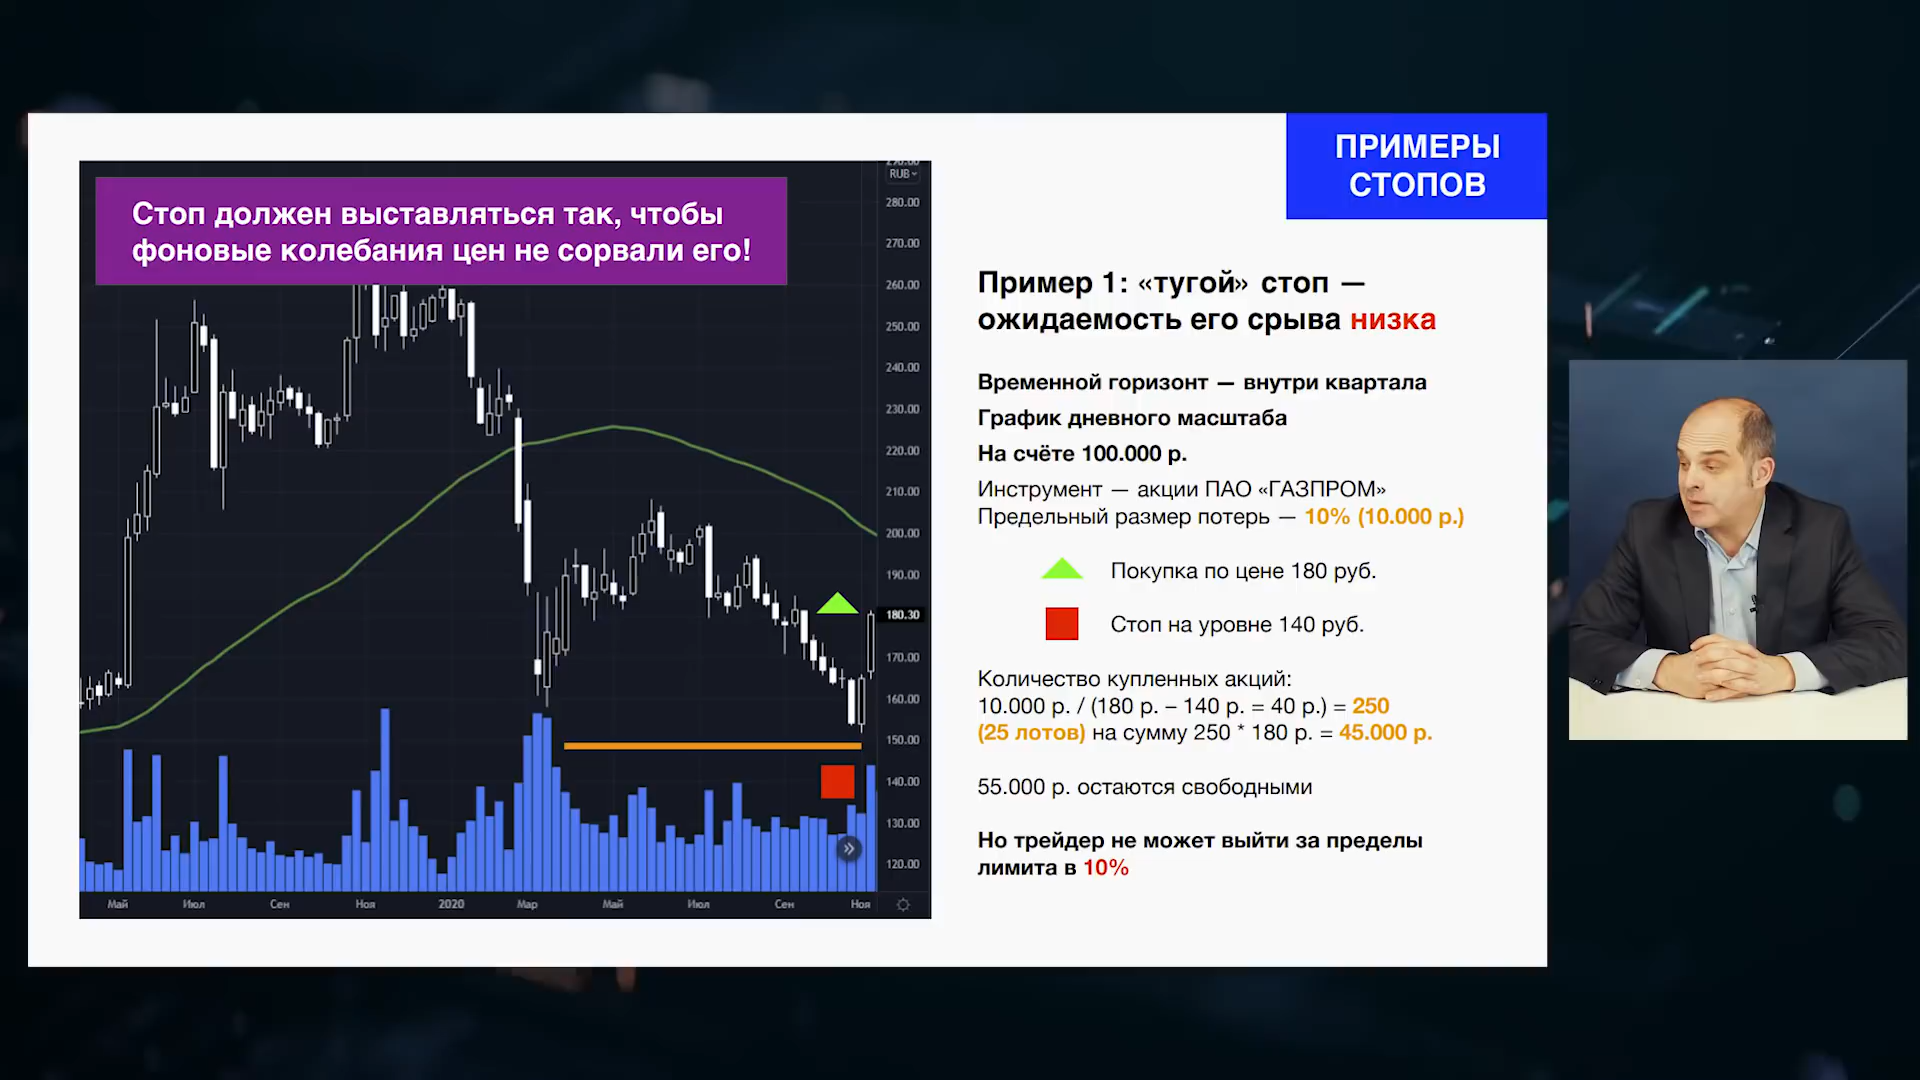 ПРИМЕРЫ
СТОПОВ
Стоп должен выставляться так, чтобы
фоновые колебания цен не сорвали его!
RUB
280.00
270.00
260.00
250.00
240.00
230.00
220.00
210.00
200.00
190.00
180.30
170.00
160.00
150.00
140.00
130.00
120.00
Май Июл Сен Ноя 2020 Мар Май Июл Сен Ноя
Пример 1: «тугой» стоп —
ожидаемость его срыва низка
Временной горизонт — внутри квартала
График дневного масштаба
На счёте 100.000 р.
Инструмент — акции ПАО «ГАЗПРОМ»
Предельный размер потерь — 10% (10.000 р.)
Покупка по цене 180 руб.
Стоп на уровне 140 руб.
Количество купленных акций:
10.000 р. / (180 р. – 140 р. = 40 р.) = 250
(25 лотов) на сумму 250 * 180 р. = 45.000 р.
55.000 р. остаются свободными
Но трейдер не может выйти за пределы
лимита в 10%